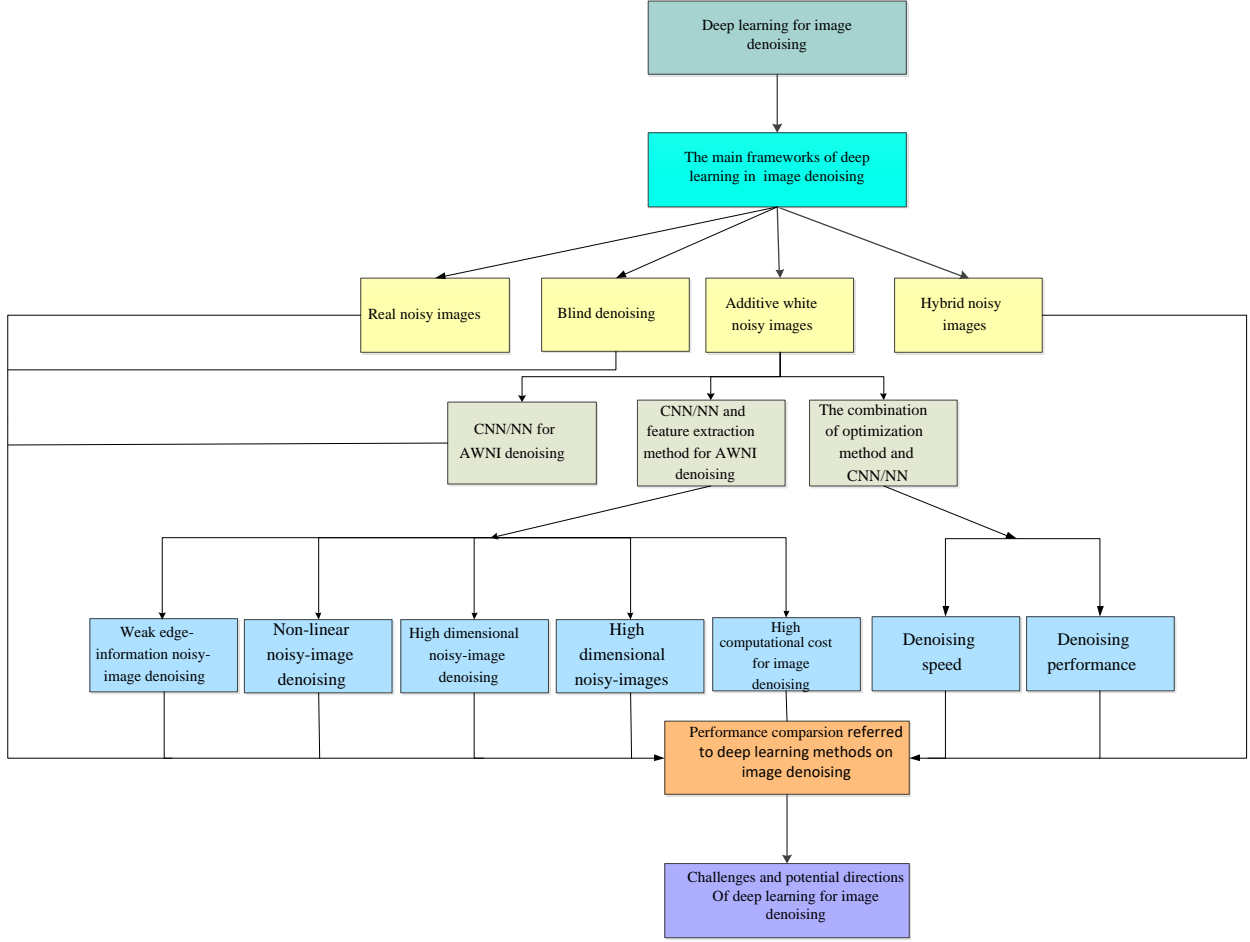 Deep learning for image
denoising
The main frameworks of deep
learning in image denoising
Real noisy images
Blind denoising
Additive white
noisy images
Hybrid noisy
images
CNN/NN for
AWNI denoising
CNN/NN and
feature extraction
method for AWNI
denoising
The combination
of optimization
method and
CNN/NN
Weak edge-
information noisy-
image denoising
Non-linear
noisy-image
denoising
High dimensional
noisy-image
denoising
High
dimensional
noisy-images
High
computational cost
for image
denoising
Denoising
speed
Denoising
performance
Performance comparsion referred
to deep learning methods on
image denoising
Challenges and potential directions
Of deep learning for image
denoising